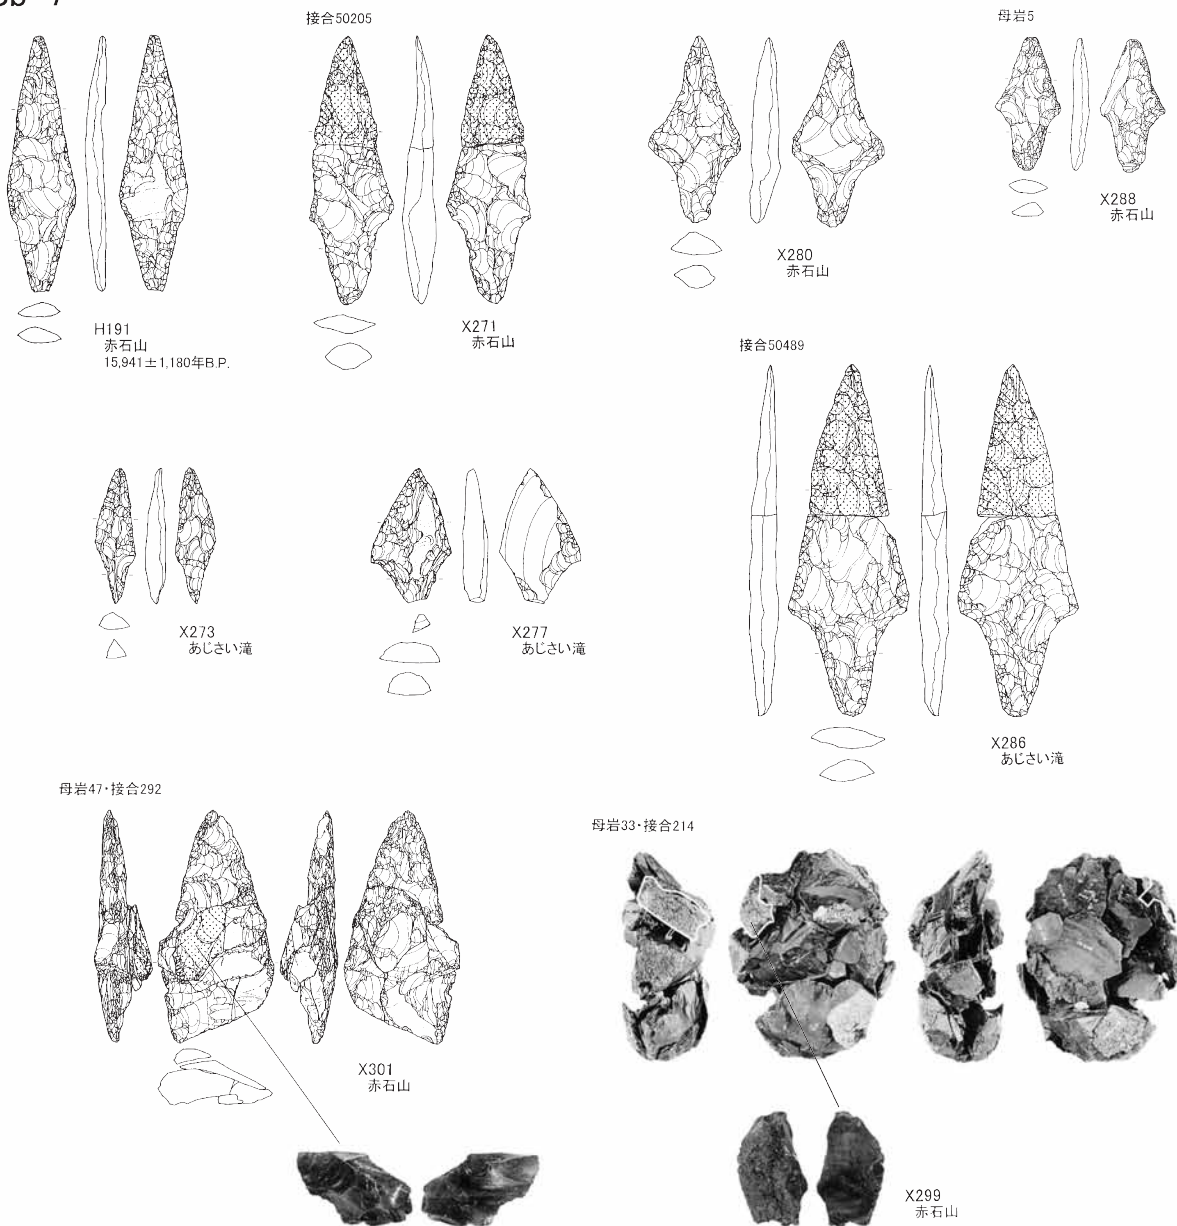 接合50205
母岩5
H191
赤石山
15,941±1,180年B.P.
X271
赤石山
X280
赤石山
X288
赤石山
接合50489
X273
あじさい滝
X277
あじさい滝
X286
あじさい滝
母岩47・接合292
母岩33・接合214
X301
赤石山
X299
赤石山